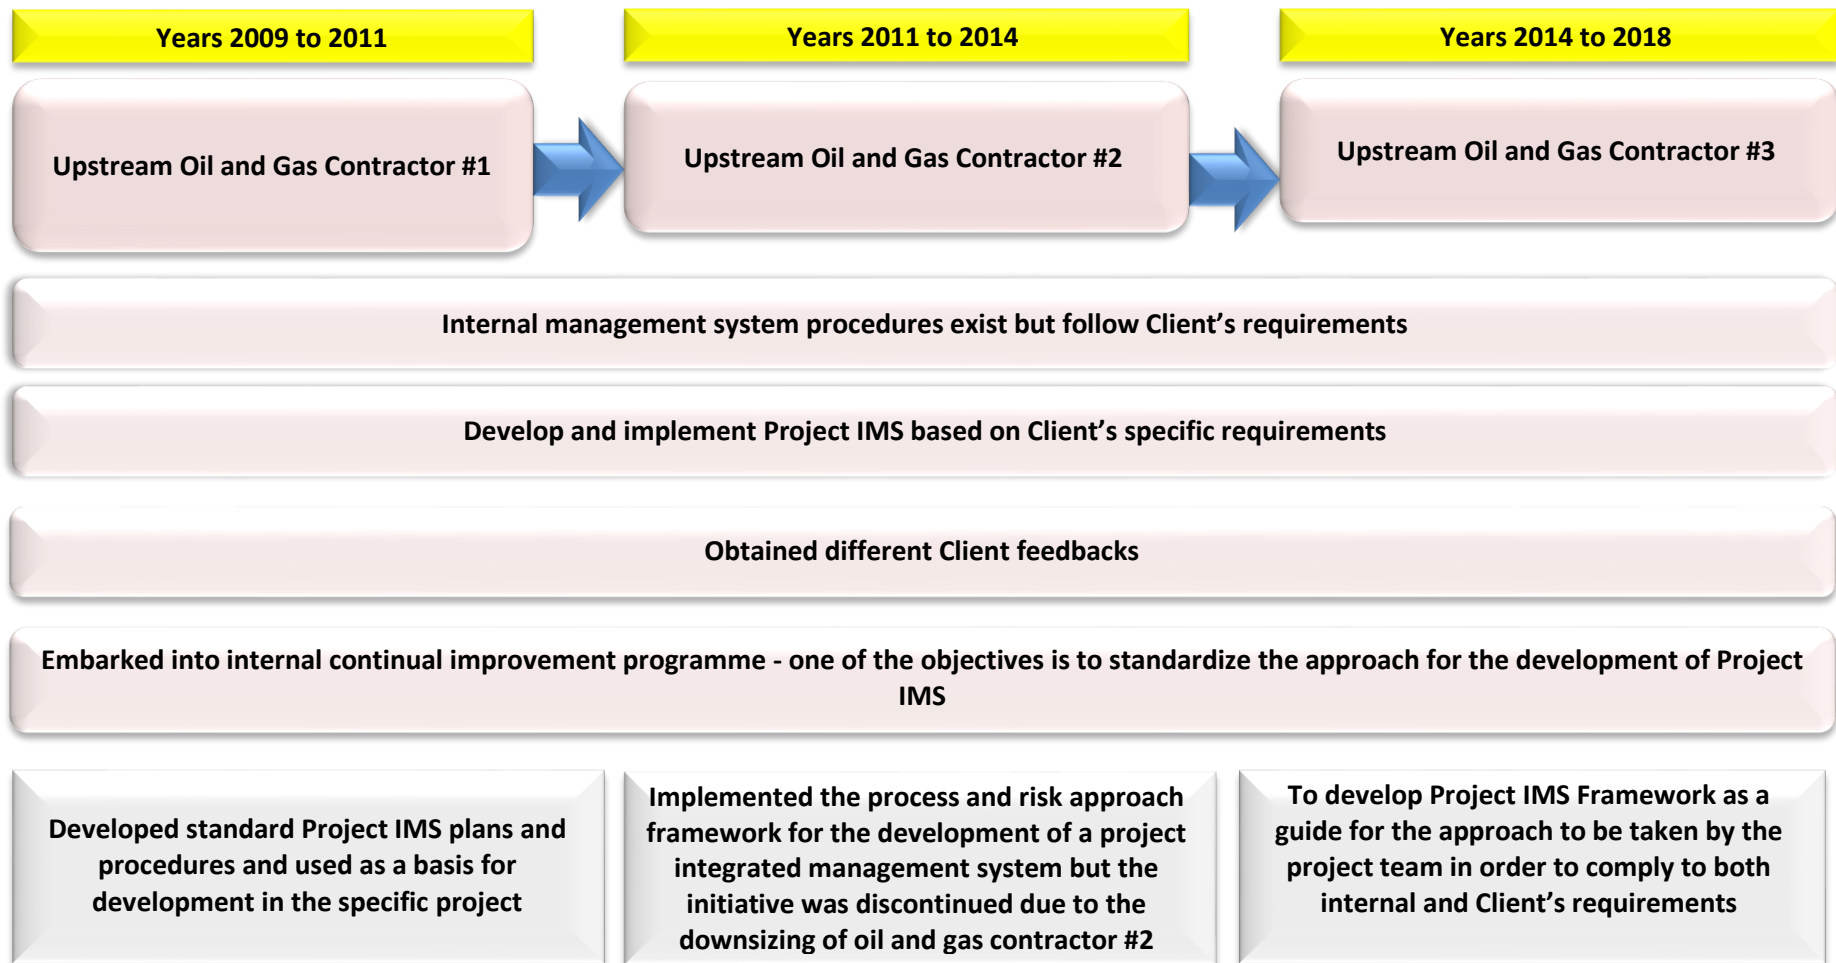 Years 2009 to 2011
Years 2011 to 2014
Years 2014 to 2018
Upstream Oil and Gas Contractor #1
Upstream Oil and Gas Contractor #2
Upstream Oil and Gas Contractor #3
Internal management system procedures exist but follow Client’s requirements
Develop and implement Project IMS based on Client’s specific requirements
Obtained different Client feedbacks
Embarked into internal continual improvement programme - one of the objectives is to standardize the approach for the development of Project
IMS
Developed standard Project IMS plans and
procedures and used as a basis for
development in the specific project
Implemented the process and risk approach
framework for the development of a project
integrated management system but the
initiative was discontinued due to the
downsizing of oil and gas contractor #2
To develop Project IMS Framework as a
guide for the approach to be taken by the
project team in order to comply to both
internal and Client’s requirements